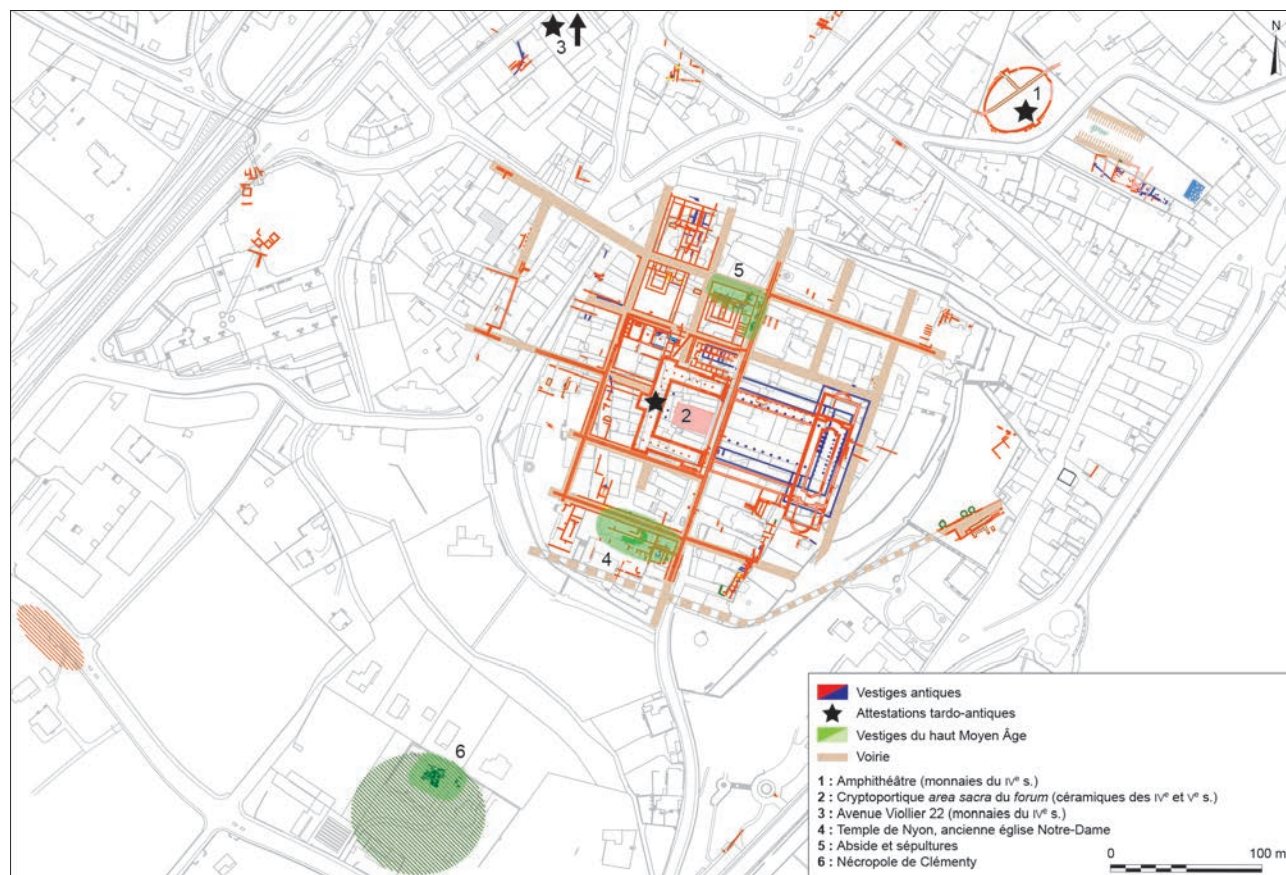 3
N
1
5
2
4
6
Vestiges antiques
Attestations tardo-antiques
Vestiges du haut Moyen Âge
Voirie
1 : Amphithéâtre (monnaies du IVe s.)
2 : Cryptoportique area sacra du forum (céramiques des IVe et Ve s.)
3 : Avenue Viollier 22 (monnaies du IVe s.)
4 : Temple de Nyon, ancienne église Notre-Dame
5 : Abside et sépultures
6 : Nécropole de Clémenty
0 100 m